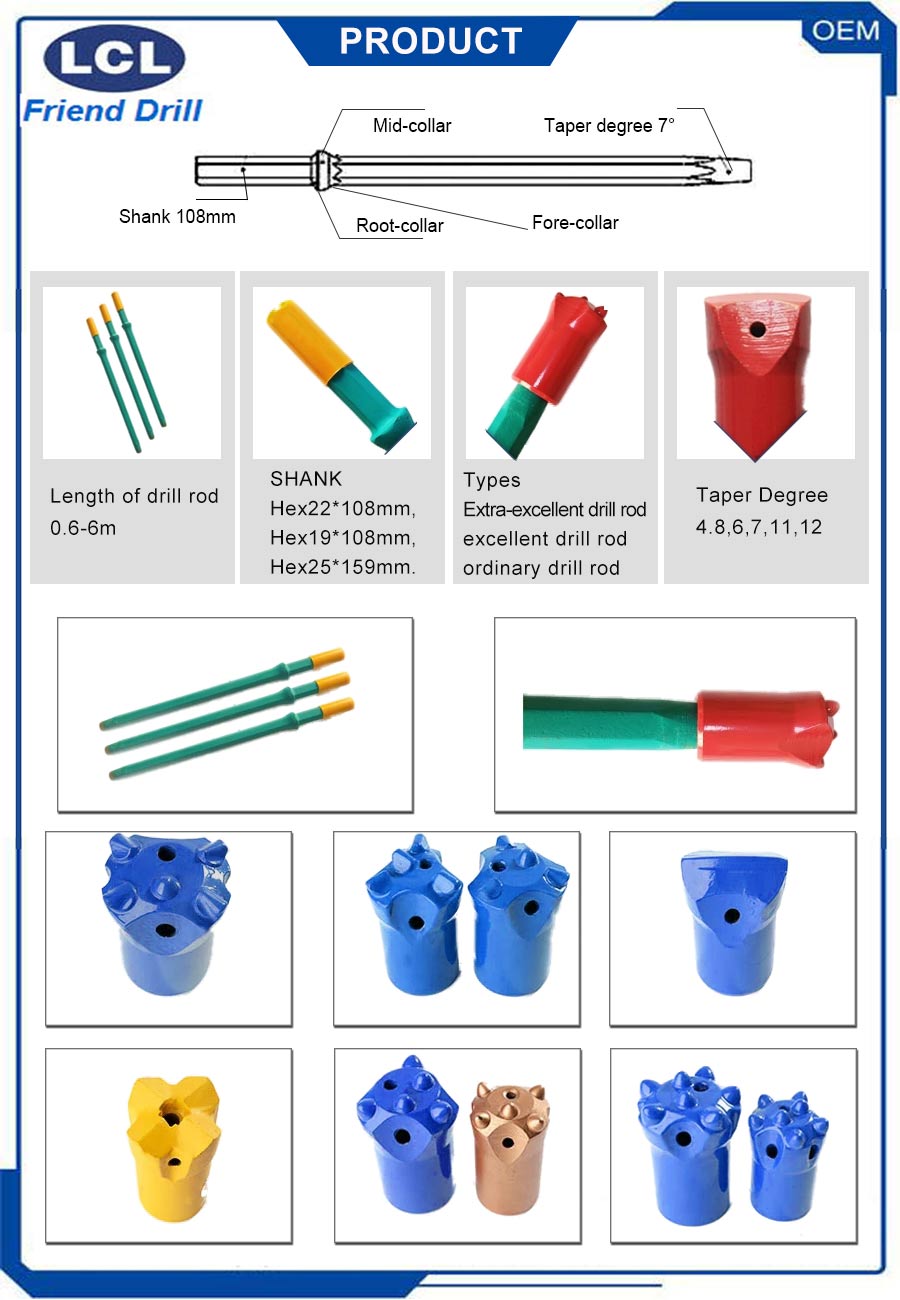 LCL
Friend Drill
PRODUCT
OEM
Mid-collar
Taper degree 7°
Shank 108mm
Root-collar
Fore-collar
Length of drill rod
0.6-6m
SHANK
Hex22*108mm,
Hex19*108mm,
Hex25*159mm.
Types
Extra-excellent drill rod
excellent drill rod
ordinary drill rod
Taper Degree
4.8,6,7,11,12